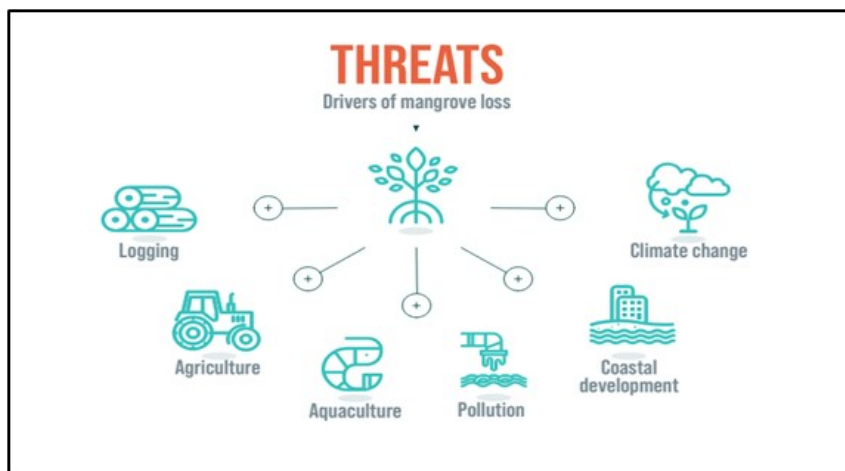 THREATS
Drivers of mangrove loss
Logging
Climate change
Agriculture
Coastal
development
Aquaculture
Pollution